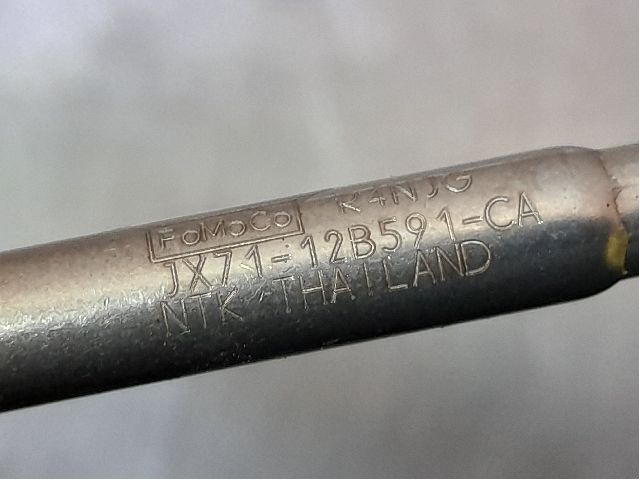 FoMoCo R4NJG
JX71-12B591-CA
NTK THAILAND